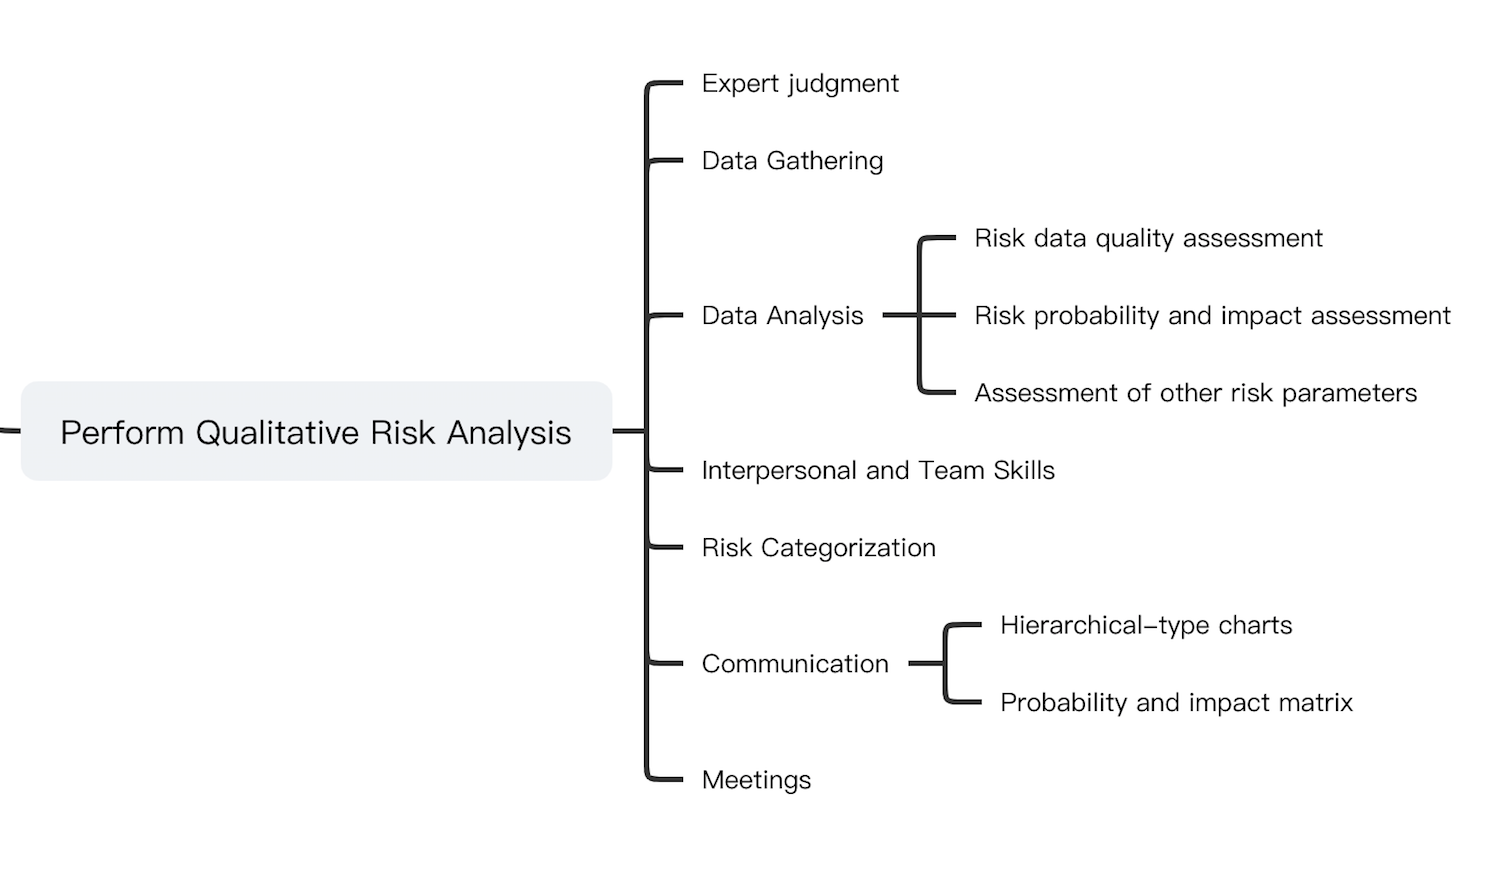 Perform Qualitative Risk Analysis
Expert judgment
Data Gathering
Data Analysis
Risk data quality assessment
Risk probability and impact assessment
Assessment of other risk parameters
Interpersonal and Team Skills
Risk Categorization
Communication
Hierarchical–type charts
Probability and impact matrix
Meetings